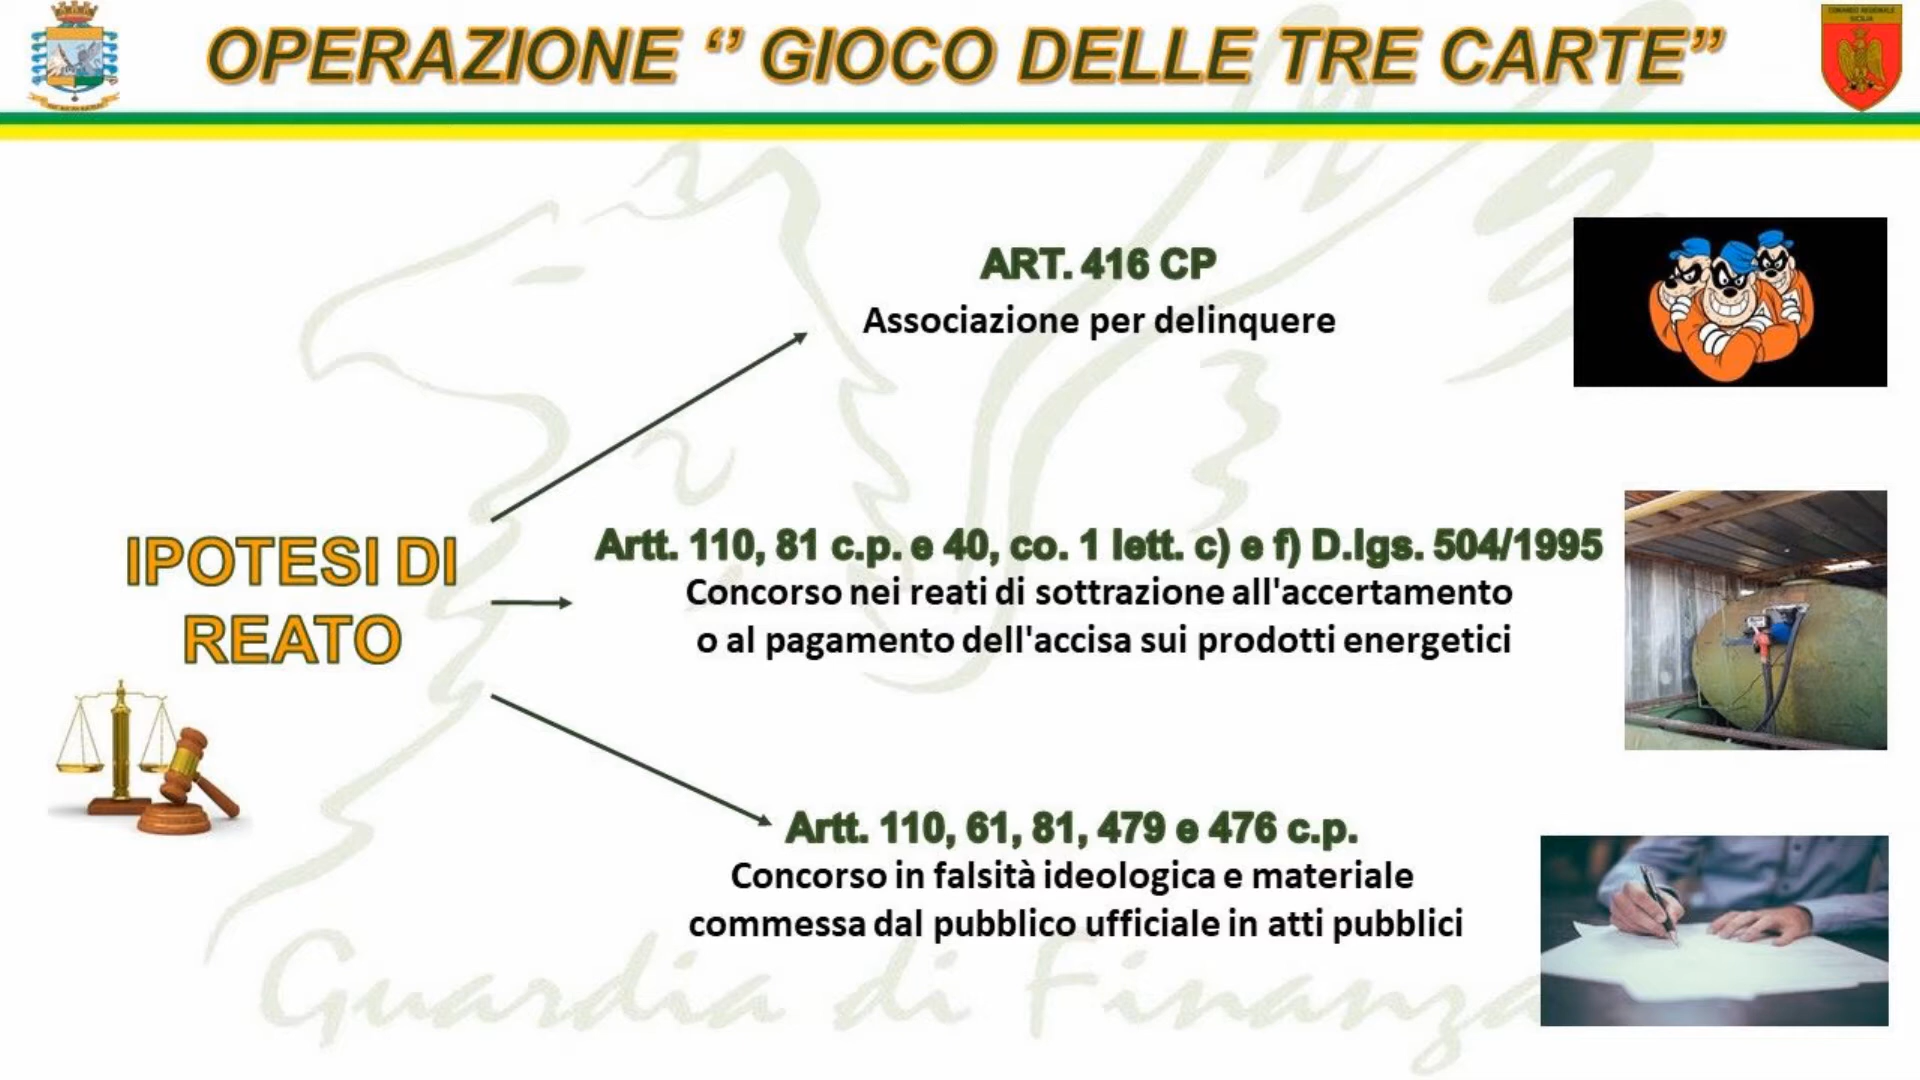 OPERAZIONE “ GIOCO DELLE TRE CARTE”
COMANDO REGIONALE
SICILIA
ART. 416 CP
Associazione per delinquere
IPOTESI DI
REATO
Artt. 110, 81 c.p. e 40, co. 1 lett. c) e f) D.lgs. 504/1995
Concorso nei reati di sottrazione all'accertamento
o al pagamento dell'accisa sui prodotti energetici
Artt. 110, 61, 81, 479 e 476 c.p.
Concorso in falsità ideologica e materiale
commessa dal pubblico ufficiale in atti pubblici
Guardia di Finanza